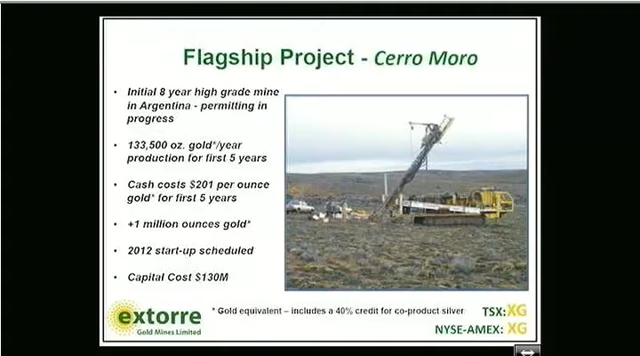 Flagship Project - Cerro Moro
• Initial 8 year high grade mine
in Argentina - permitting in
progress
• 133,500 oz. gold*/year
production for first 5 years
• Cash costs $201 per ounce
gold* for first 5 years
• +1 million ounces gold*
• 2012 start-up scheduled
• Capital Cost $130M
* Gold equivalent – includes a 40% credit for co-product silver
extorre
Gold Mines Limited
TSX:XG
NYSE-AMEX: XG